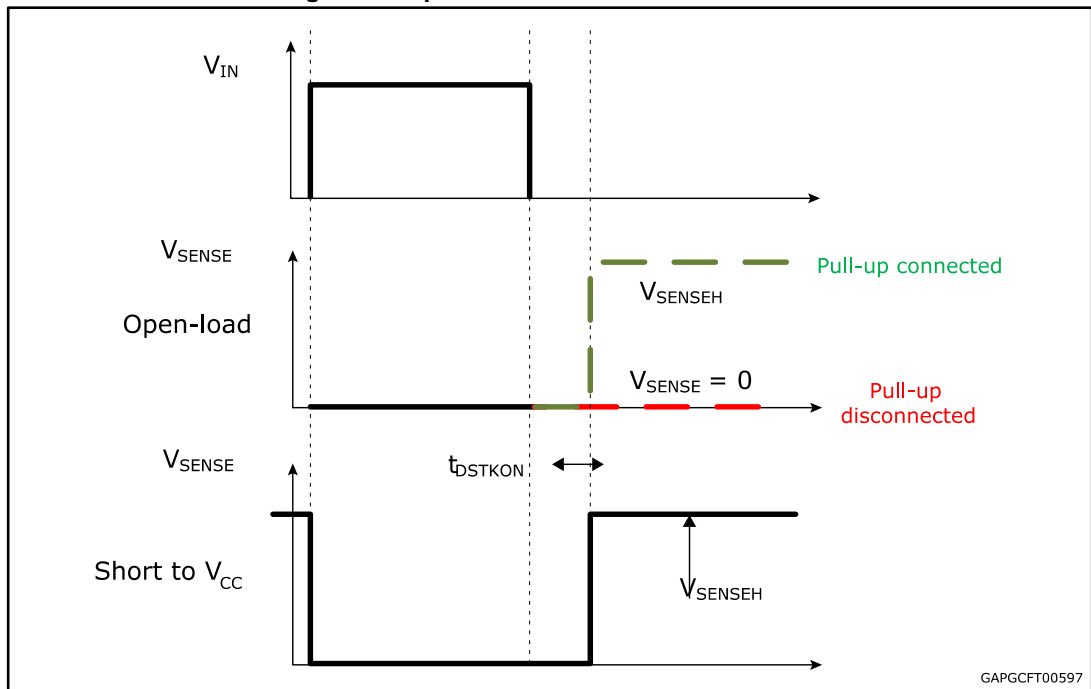 VIN
VSENSE
Pull-up connected
VSENSEH
Open-load
VSENSE = 0
Pull-up
disconnected
VSENSE
tDSTKON
Short to VCC
VSENSEH
GAPGCFT00597